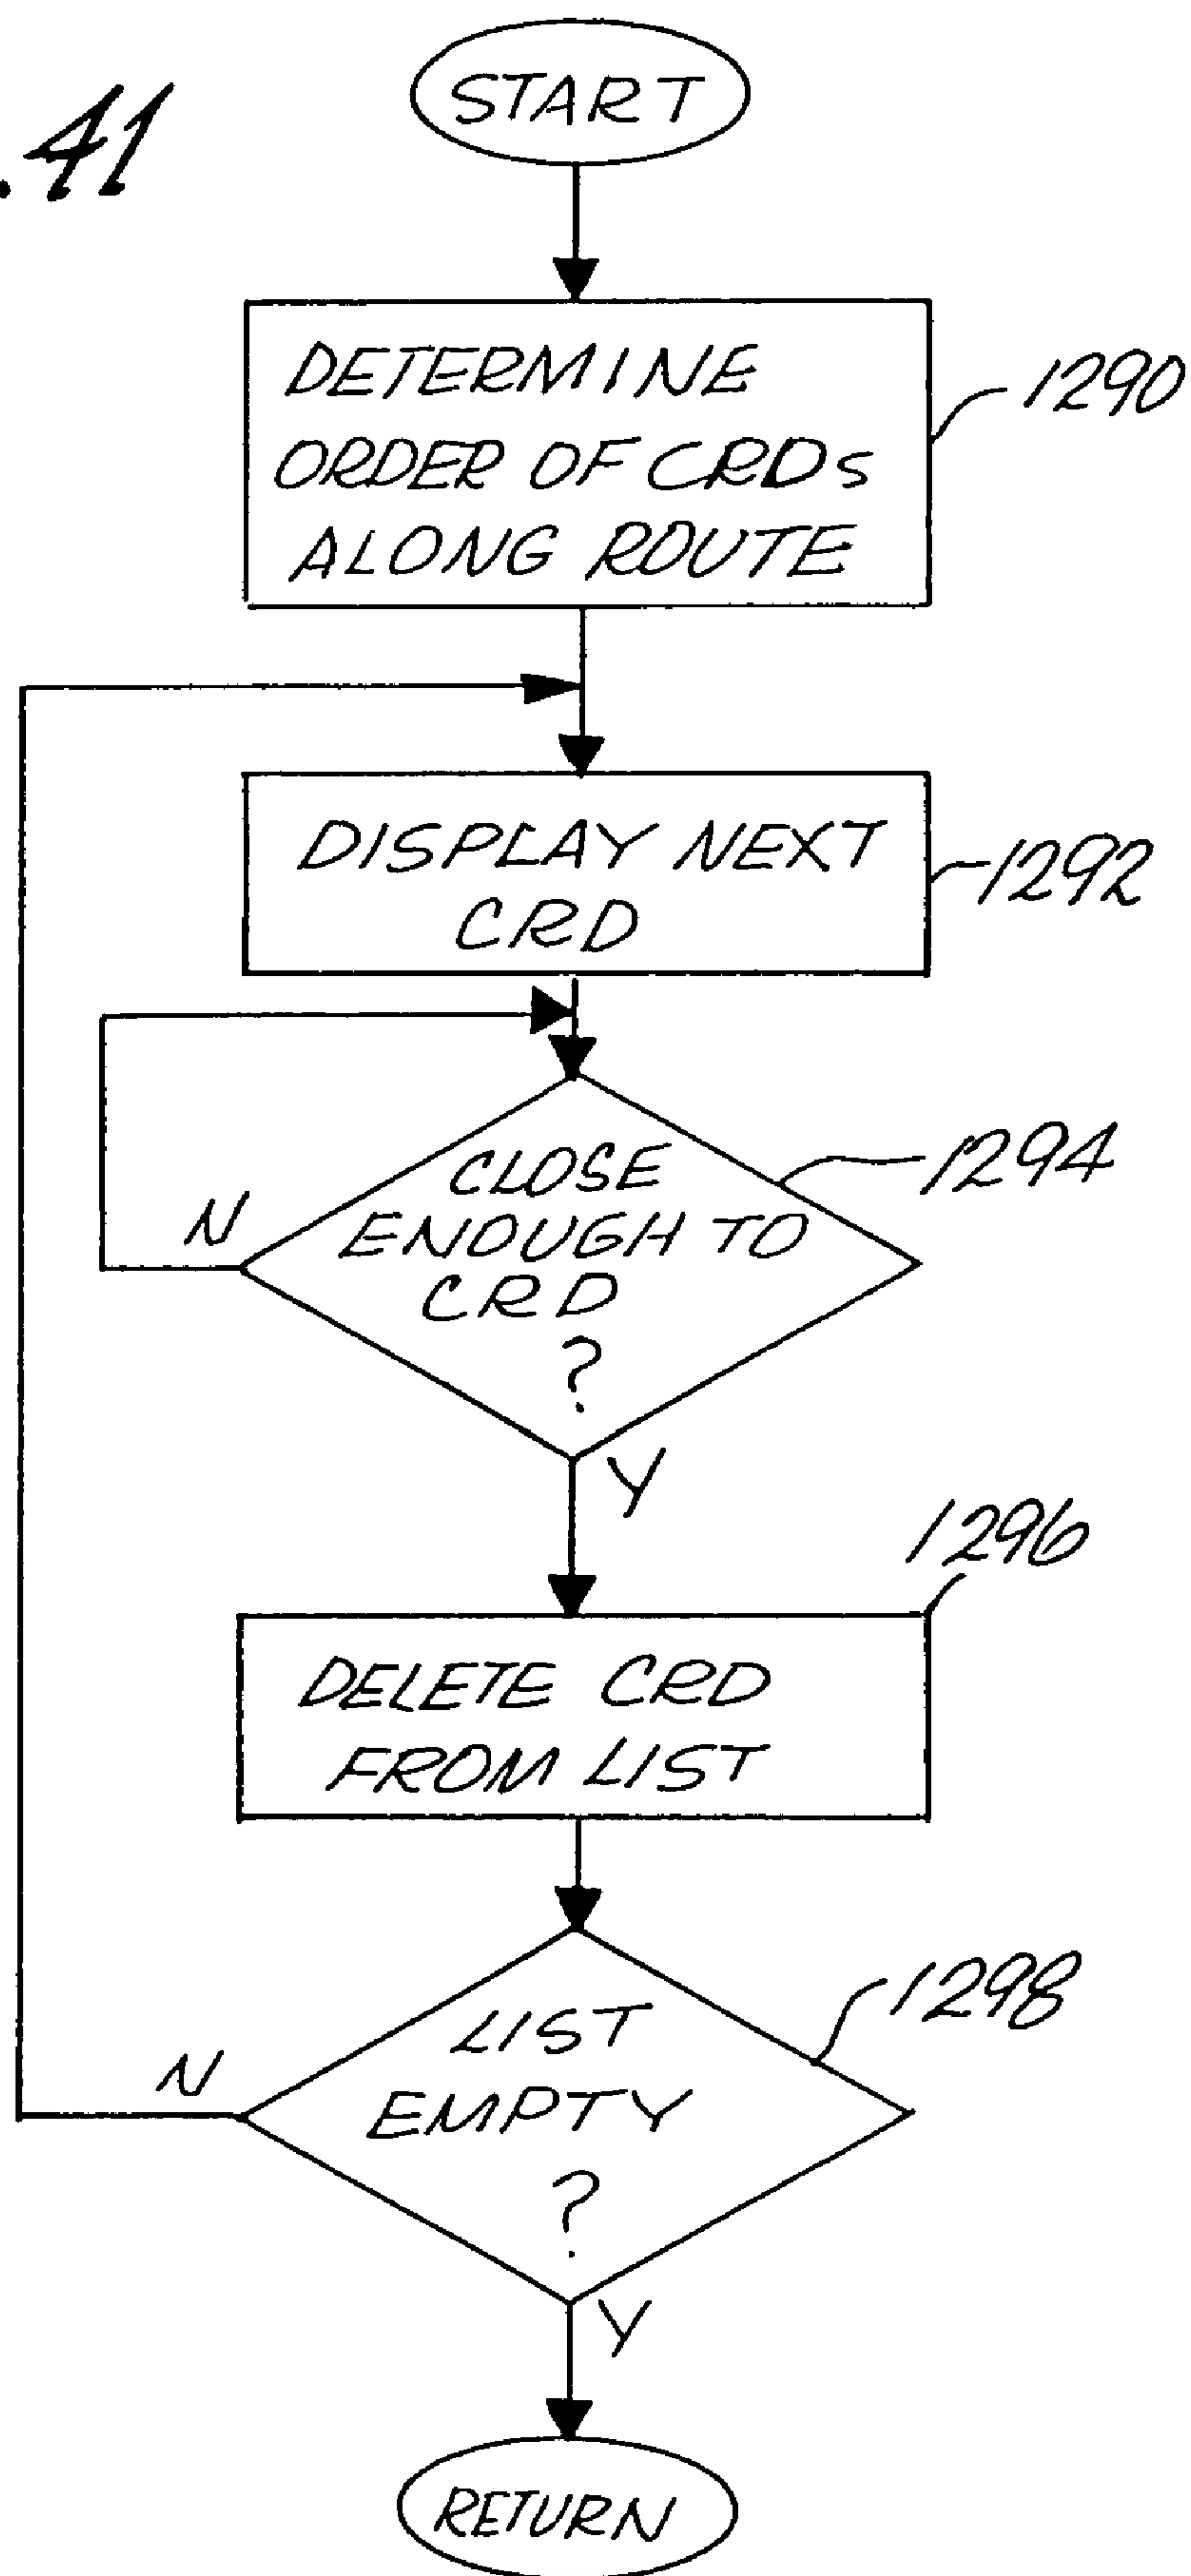 .41
START
DETERMINE
ORDER OF CRDs
ALONG ROUTE
1290
DISPLAY NEXT
CRD
1292
CLOSE
ENOUGH TO
CRD
?
1294
N
Y
1296
DELETE CRD
FROM LIST
LIST
EMPTY
?
1298
N
Y
RETURN